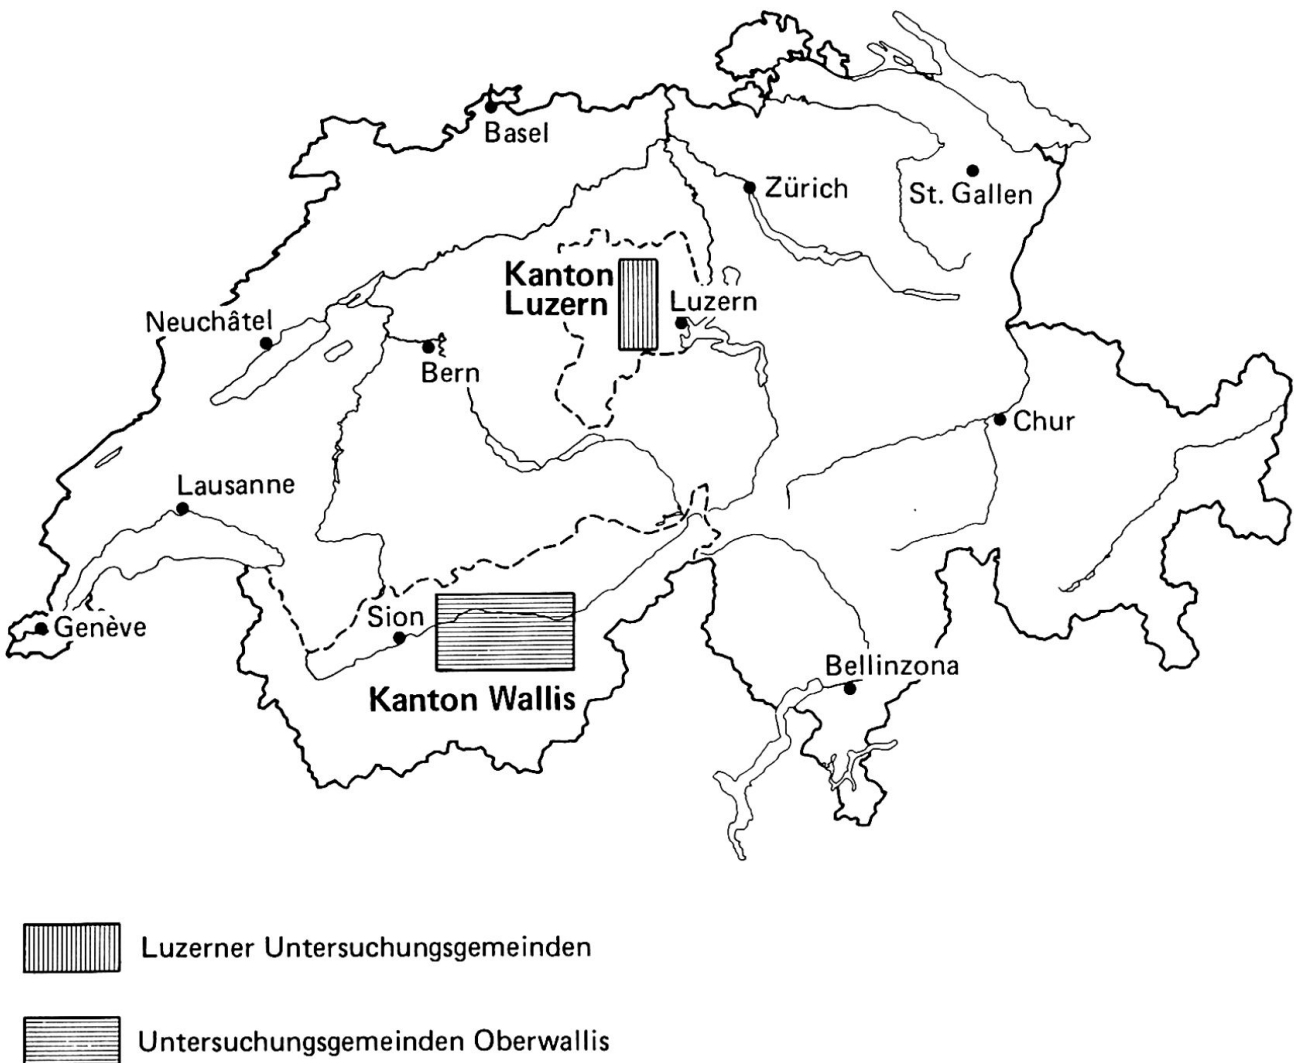 Basel
Zürich
St. Gallen
Kanton
Luzern
Luzern
Neuchâtel
Bern
Chur
Lausanne
Sion
Genève
Bellinzona
Kanton Wallis
Luzerner Untersuchungsgemeinden
Untersuchungsgemeinden Oberwallis